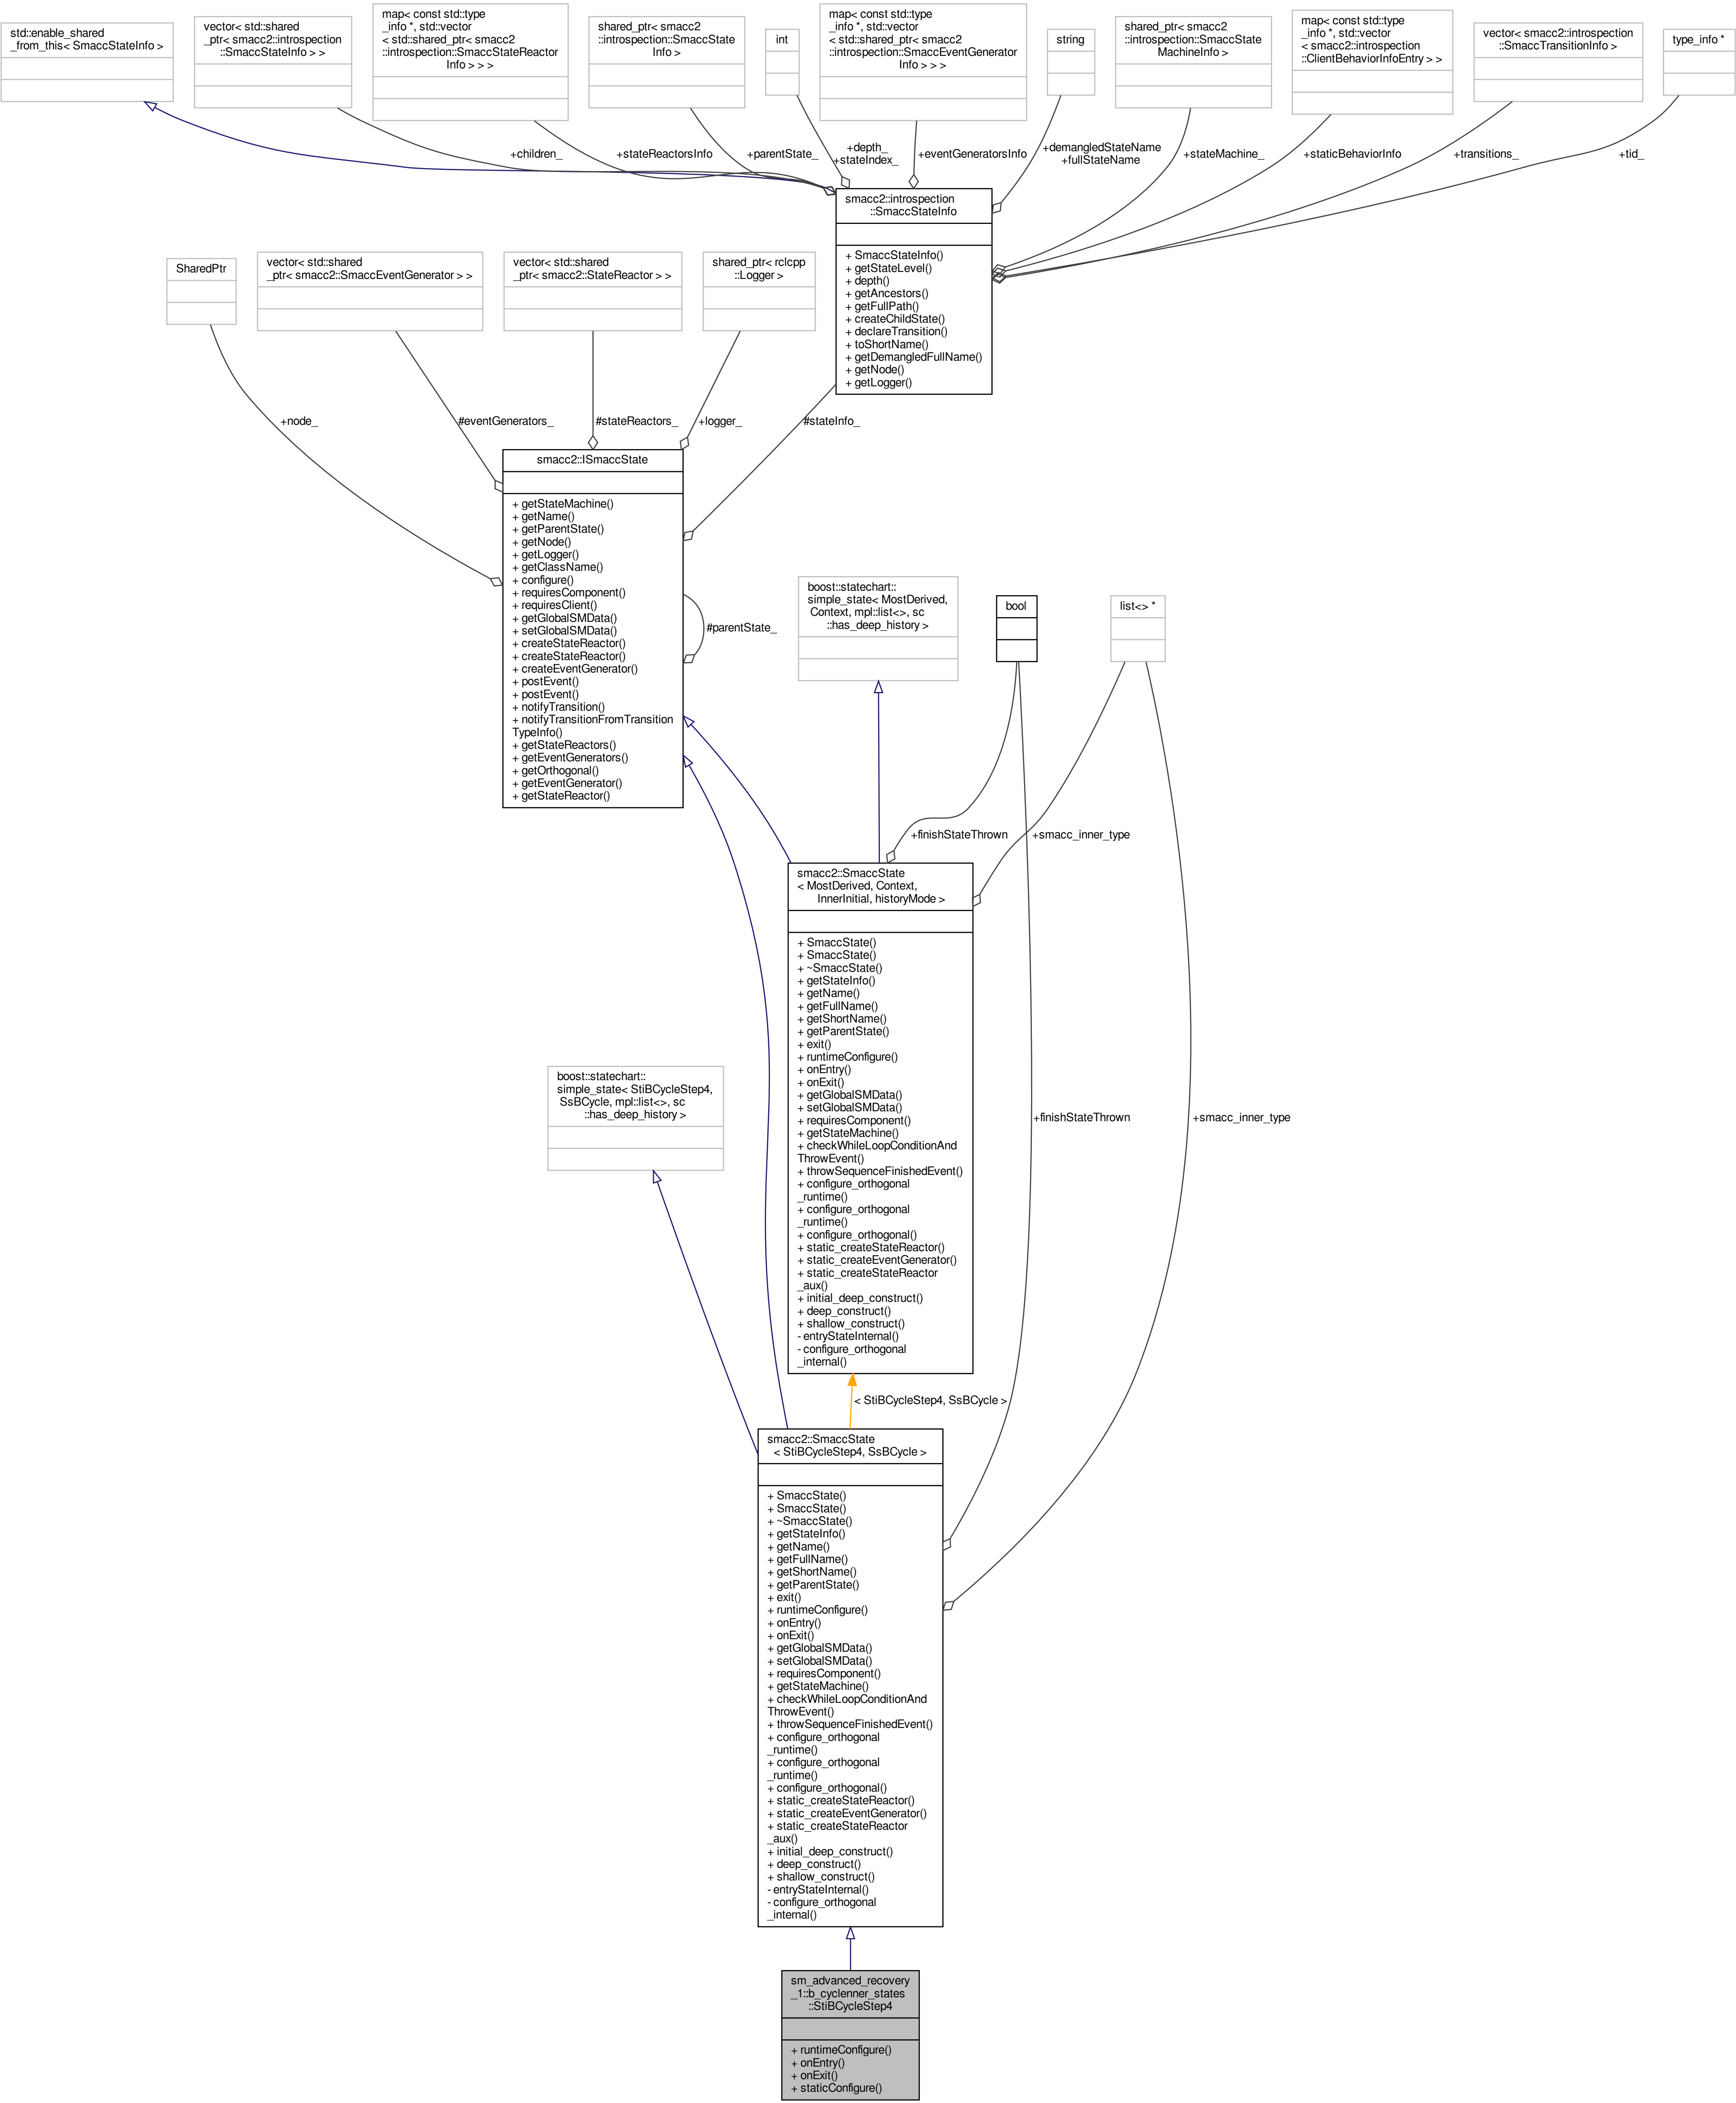 std::enable_shared
_from_this< SmaccStateInfo >
vector< std::shared
_ptr< smacc2::introspection
::SmaccStateInfo > >
map< const std::type
_info *, std::vector
< std::shared_ptr< smacc2
::introspection::SmaccStateReactor
Info > > >
shared_ptr< smacc2
::introspection::SmaccState
Info >
int
map< const std::type
_info *, std::vector
< std::shared_ptr< smacc2
::introspection::SmaccEventGenerator
Info > > >
string
shared_ptr< smacc2
::introspection::SmaccState
MachineInfo >
map< const std::type
_info *, std::vector
< smacc2::introspection
::ClientBehaviorInfoEntry > >
vector< smacc2::introspection
::SmaccTransitionInfo >
type_info *
+children_
+stateReactorsInfo
+parentState_
+depth_
+stateIndex_
+eventGeneratorsInfo
+demangledStateName
+fullStateName
+stateMachine_
+staticBehaviorInfo
+transitions_
+tid_
smacc2::introspection
::SmaccStateInfo
+ SmaccStateInfo()
+ getStateLevel()
+ depth()
+ getAncestors()
+ getFullPath()
+ createChildState()
+ declareTransition()
+ toShortName()
+ getDemangledFullName()
+ getNode()
+ getLogger()
SharedPtr
vector< std::shared
_ptr< smacc2::SmaccEventGenerator > >
vector< std::shared
_ptr< smacc2::StateReactor > >
shared_ptr< rclcpp
::Logger >
+node_
#eventGenerators_
#stateReactors_
+logger_
#stateInfo_
smacc2::ISmaccState
+ getStateMachine()
+ getName()
+ getParentState()
+ getNode()
+ getLogger()
+ getClassName()
+ configure()
+ requiresComponent()
+ requiresClient()
+ getGlobalSMData()
+ setGlobalSMData()
+ createStateReactor()
+ createStateReactor()
+ createEventGenerator()
+ postEvent()
+ postEvent()
+ notifyTransition()
+ notifyTransitionFromTransition
TypeInfo()
+ getStateReactors()
+ getEventGenerators()
+ getOrthogonal()
+ getEventGenerator()
+ getStateReactor()
#parentState_
boost::statechart::
simple_state< MostDerived,
Context, mpl::list<>, sc
::has_deep_history >
bool
list<> *
+finishStateThrown
+smacc_inner_type
smacc2::SmaccState
< MostDerived, Context,
InnerInitial, historyMode >
+ SmaccState()
+ SmaccState()
+ ~SmaccState()
+ getStateInfo()
+ getName()
+ getFullName()
+ getShortName()
+ getParentState()
+ exit()
+ runtimeConfigure()
+ onEntry()
+ onExit()
+ getGlobalSMData()
+ setGlobalSMData()
+ requiresComponent()
+ getStateMachine()
+ checkWhileLoopConditionAnd
ThrowEvent()
+ throwSequenceFinishedEvent()
+ configure_orthogonal
_runtime()
+ configure_orthogonal
_runtime()
+ configure_orthogonal()
+ static_createStateReactor()
+ static_createEventGenerator()
+ static_createStateReactor
_aux()
+ initial_deep_construct()
+ deep_construct()
+ shallow_construct()
- entryStateInternal()
- configure_orthogonal
_internal()
boost::statechart::
simple_state< StiBCycleStep4,
SsBCycle, mpl::list<>, sc
::has_deep_history >
+finishStateThrown
+smacc_inner_type
< StiBCycleStep4, SsBCycle >
smacc2::SmaccState
< StiBCycleStep4, SsBCycle >
+ SmaccState()
+ SmaccState()
+ ~SmaccState()
+ getStateInfo()
+ getName()
+ getFullName()
+ getShortName()
+ getParentState()
+ exit()
+ runtimeConfigure()
+ onEntry()
+ onExit()
+ getGlobalSMData()
+ setGlobalSMData()
+ requiresComponent()
+ getStateMachine()
+ checkWhileLoopConditionAnd
ThrowEvent()
+ throwSequenceFinishedEvent()
+ configure_orthogonal
_runtime()
+ configure_orthogonal
_runtime()
+ configure_orthogonal()
+ static_createStateReactor()
+ static_createEventGenerator()
+ static_createStateReactor
_aux()
+ initial_deep_construct()
+ deep_construct()
+ shallow_construct()
- entryStateInternal()
- configure_orthogonal
_internal()
sm_advanced_recovery
_1::b_cyclenner_states
::StiBCycleStep4
+ runtimeConfigure()
+ onEntry()
+ onExit()
+ staticConfigure()